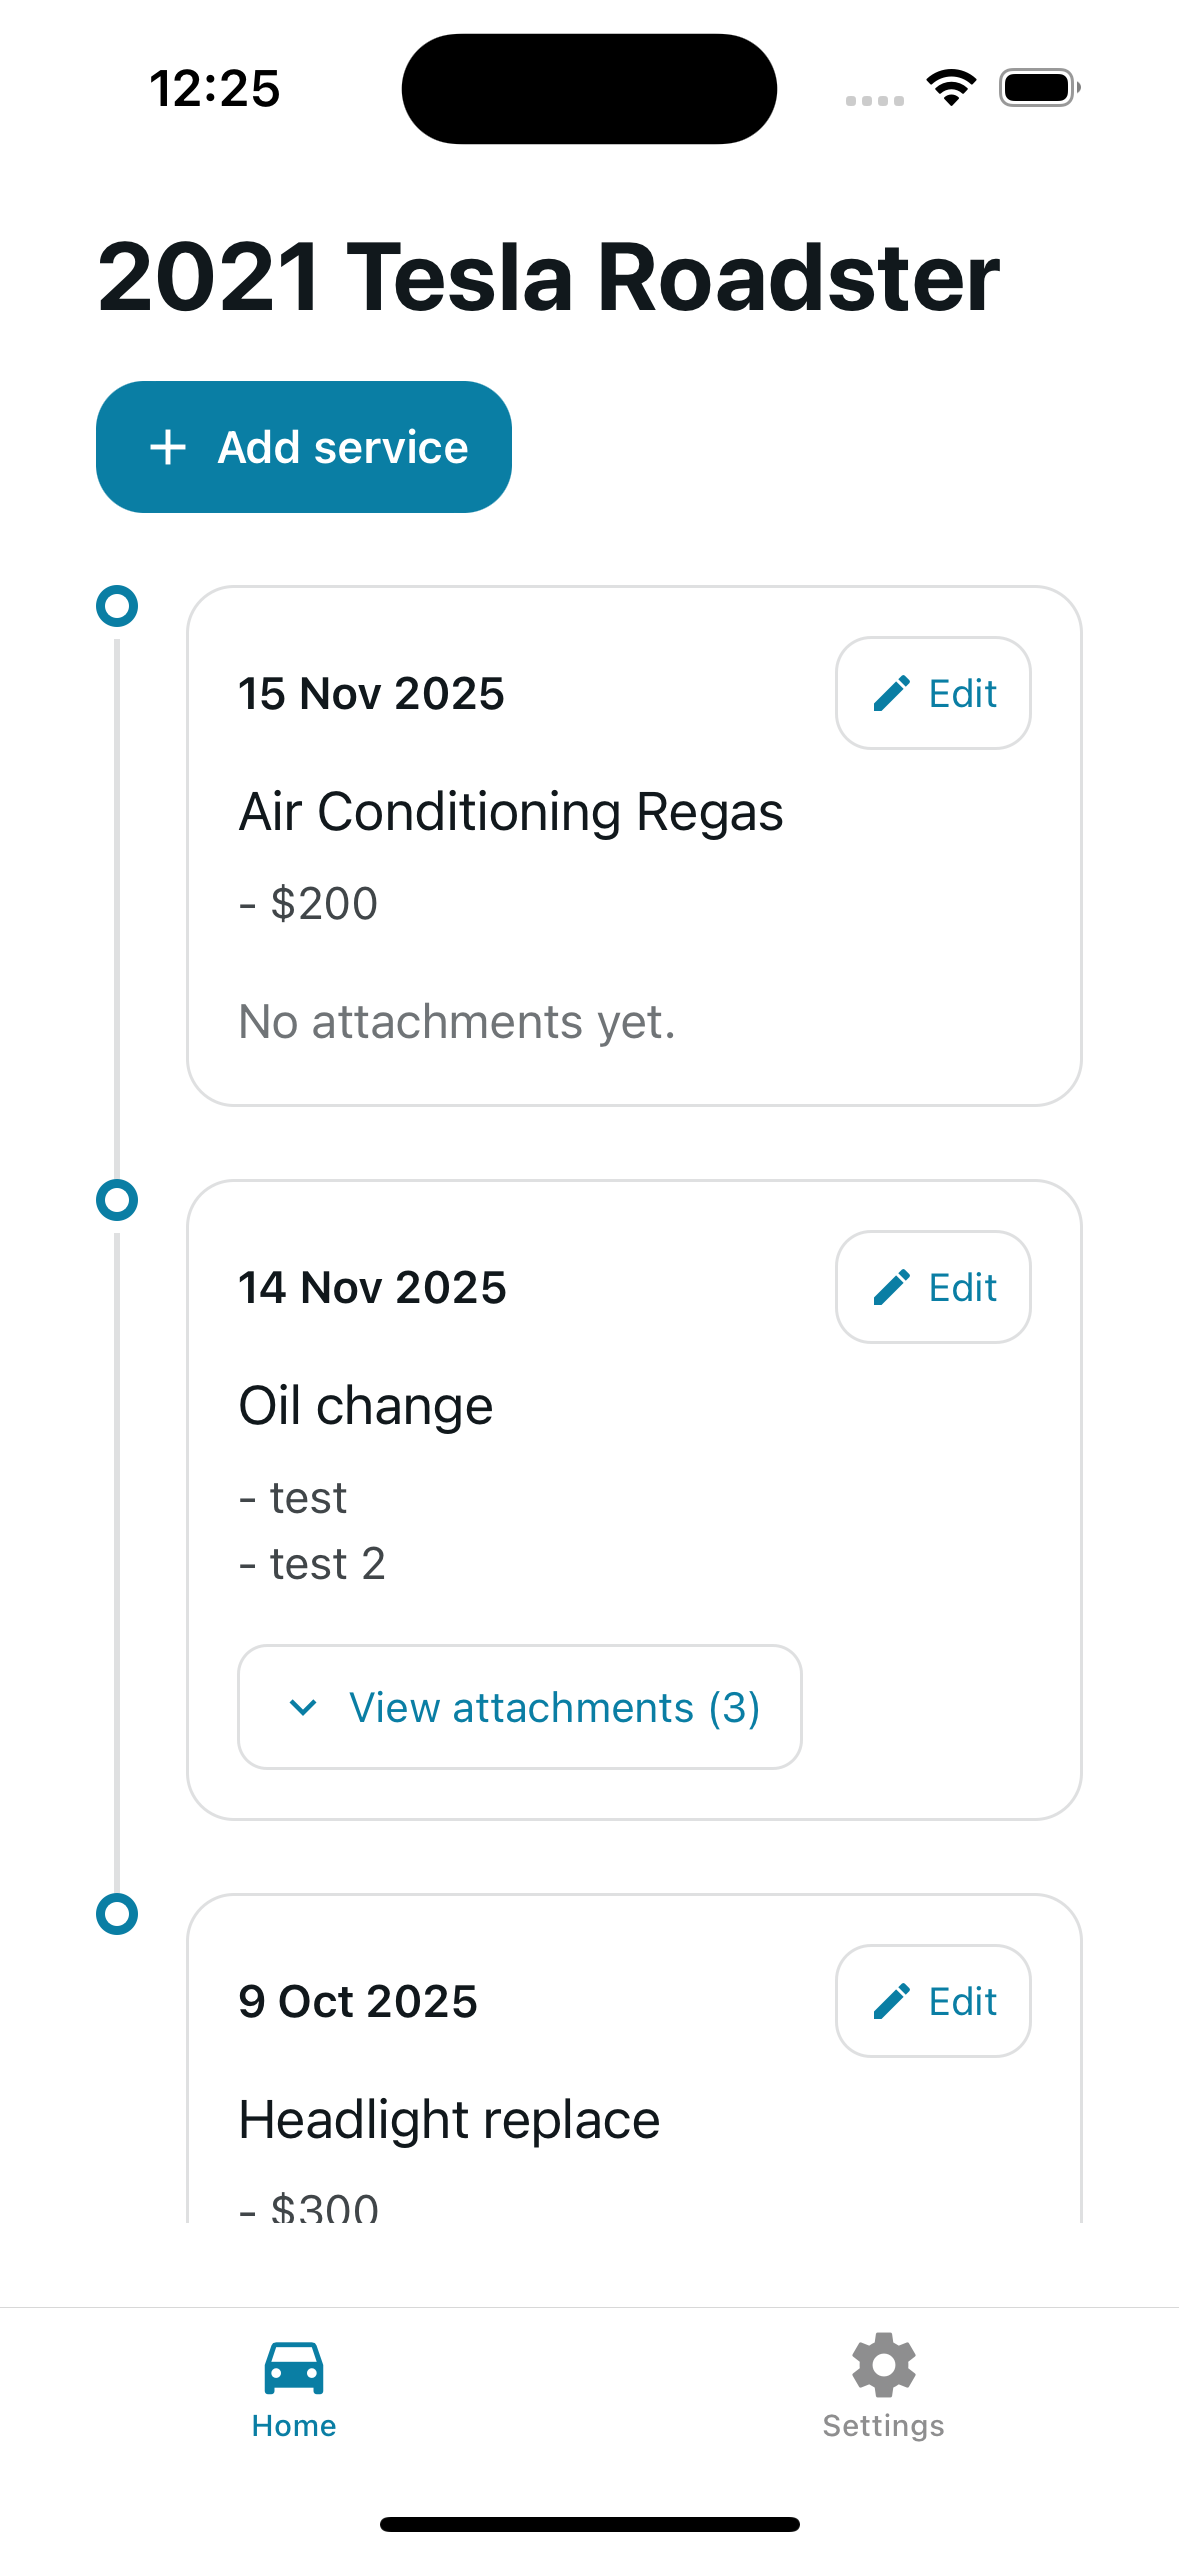 12:25
2021 Tesla Roadster
+ Add service
15 Nov 2025
Edit
Air Conditioning Regas
- $200
No attachments yet.
14 Nov 2025
Edit
Oil change
- test
- test 2
View attachments (3)
9 Oct 2025
Edit
Headlight replace
- $300
Home
Settings